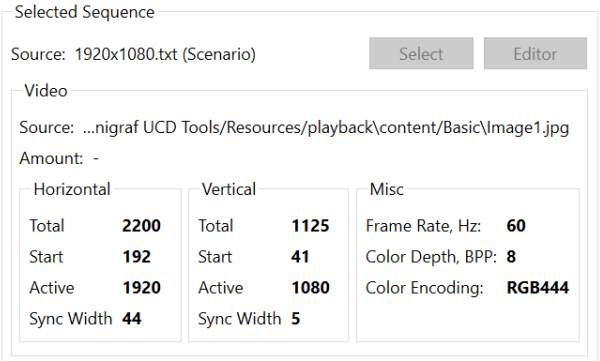 Selected Sequence
Source: 1920x1080.txt (Scenario) Select Editor
Video
Source: ...nigraf UCD Tools/Resources/playback\content/Basic\Image1.jpg
Amount: -
Horizontal
Total 2200
Start 192
Active 1920
Sync Width 44
Vertical
Total 1125
Start 41
Active 1080
Sync Width 5
Misc
Frame Rate, Hz: 60
Color Depth, BPP: 8
Color Encoding: RGB444